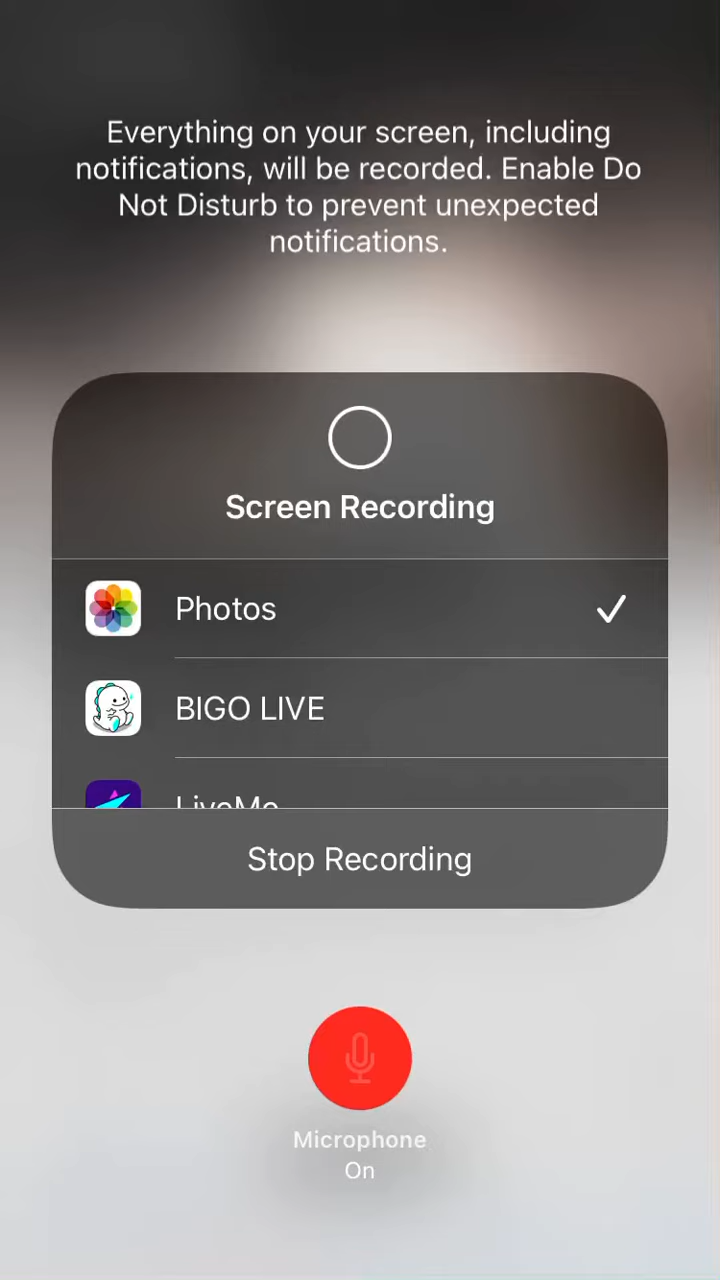 Everything on your screen, including
notifications, will be recorded. Enable Do
Not Disturb to prevent unexpected
notifications.
Screen Recording
Photos
BIGO LIVE
LiveMe
Stop Recording
Microphone
On